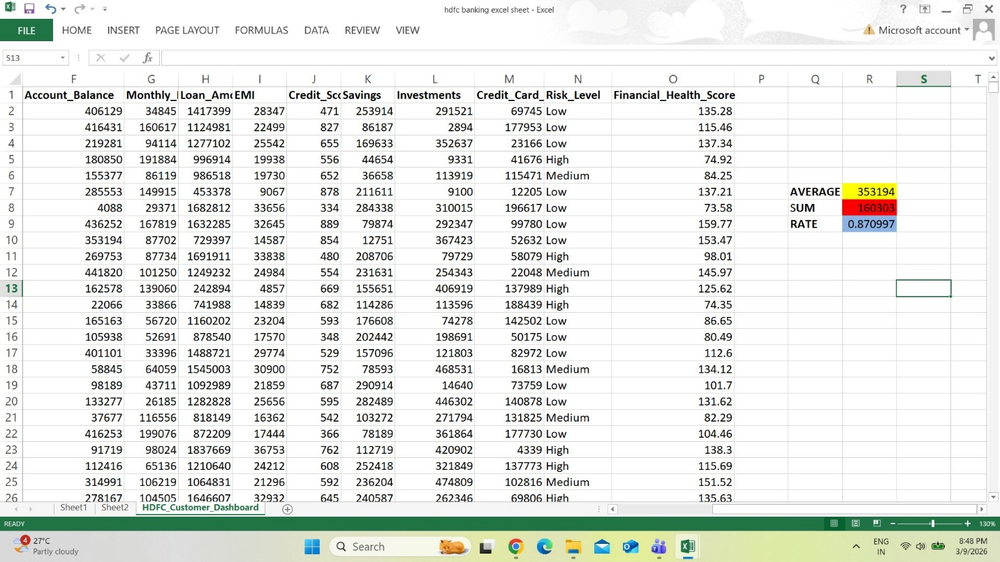 hdfc banking excel sheet - Excel
FILE HOME INSERT PAGE LAYOUT FORMULAS DATA REVIEW VIEW Microsoft account
S13 fx
F G H I J K L M N O P Q R S T
1 Account_Balance Monthly_I Loan_Amo EMI Credit_Sco Savings Investments Credit_Card_ Risk_Level Financial_Health_Score
2 406129 34845 1417399 28347 471 253914 291521 69745 Low 135.28
3 416431 160617 1124981 22499 827 86187 2894 177953 Low 115.46
4 219281 94114 1277102 25542 655 169633 352637 23166 Low 137.34
5 180850 191884 996914 19938 556 44654 9331 41676 High 74.92
6 155377 86119 986518 19730 652 36658 113919 115471 Medium 84.25
7 285553 149915 453378 9067 878 211611 9100 12205 Low 137.21 AVERAGE 353194
8 4088 29371 1682812 33656 334 284338 310015 196617 Low 73.58 SUM 160303
9 436252 167819 1632285 32645 889 79874 292347 99780 Low 159.77 RATE 0.870997
10 353194 87702 729397 14587 854 12751 367423 52632 Low 153.47
11 269753 87734 1691911 33838 480 208706 79729 58079 High 98.01
12 441820 101250 1249232 24984 554 231631 254343 22048 Medium 145.97
13 162578 139060 242894 4857 669 155651 406919 137989 High 125.62
14 22066 33866 741988 14839 682 114286 113596 188439 High 74.35
15 165163 56720 1160202 23204 593 176608 74278 142502 Low 86.65
16 105938 52691 878540 17570 348 202442 198691 50175 Low 80.49
17 401101 33396 1488721 29774 529 157096 121803 82972 Low 112.6
18 58845 64059 1545003 30900 752 78593 468531 16813 Medium 134.12
19 98189 43711 1092989 21859 687 290914 14640 73759 Low 101.7
20 133277 26185 1282828 25656 595 282489 446302 140878 Low 131.62
21 37677 116556 818149 16362 542 103272 271794 131825 Medium 82.29
22 416253 199076 872209 17444 366 78189 361864 177730 Low 104.46
23 91719 98024 1837669 36753 762 112719 420902 4339 High 138.3
24 112416 65136 1210640 24212 608 252418 321849 137773 High 115.69
25 314991 106219 1064831 21296 592 236204 474809 102816 Medium 151.52
26 278167 104505 1646607 32932 645 240587 262346 69806 High 135.63
Sheet1 Sheet2 HDFC_Customer_Dashboard
READY 130%
4 27°C Search ENG 8:48 PM
Partly cloudy IN 3/9/2026